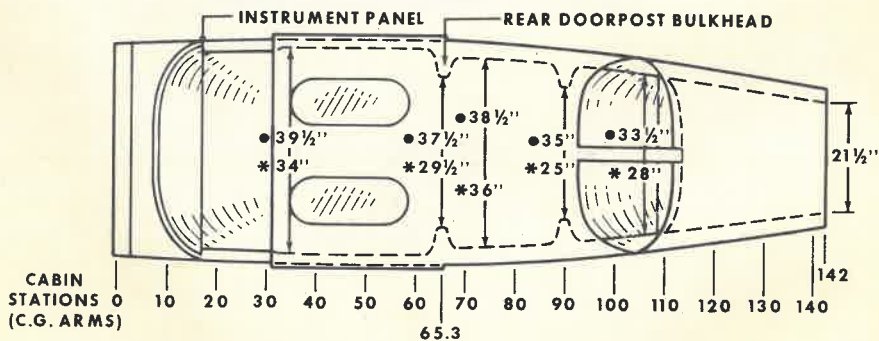 INSTRUMENT PANEL
REAR DOORPOST BULKHEAD
● 39½" ● 37½" ● 38½" ● 35" ● 33½"
* 34" * 29½" * 36" * 25" * 28" 21½"
CABIN STATIONS (C.G. ARMS)
0 10 20 30 40 50 60 65.3 70 80 90 100 110 120 130 140 142